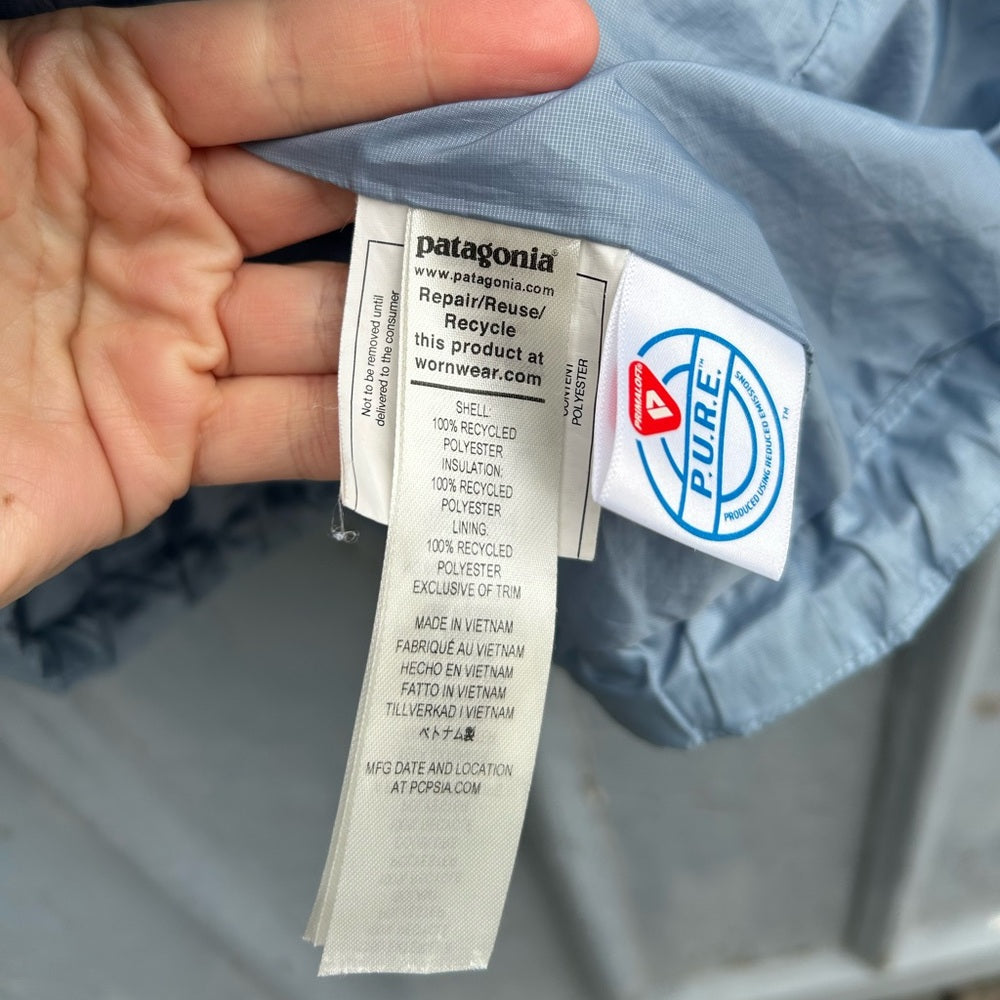 patagonia®
www.patagonia.com
Repair/Reuse/
Recycle
this product at
wornwear.com
SHELL:
100% RECYCLED
POLYESTER
INSULATION:
100% RECYCLED
POLYESTER
LINING:
100% RECYCLED
POLYESTER
EXCLUSIVE OF TRIM
MADE IN VIETNAM
FABRIQUÉ AU VIETNAM
HECHO EN VIETNAM
FATTO IN VIETNAM
TILLVERKAD I VIETNAM
ベトナム製
MFG DATE AND LOCATION
AT PCPSIA.COM
Not to be removed until
delivered to the consumer
CONTENT
POLYESTER
PRIMALOFT®
P.U.R.E.™
PRODUCED USING REDUCED EMISSIONS
™